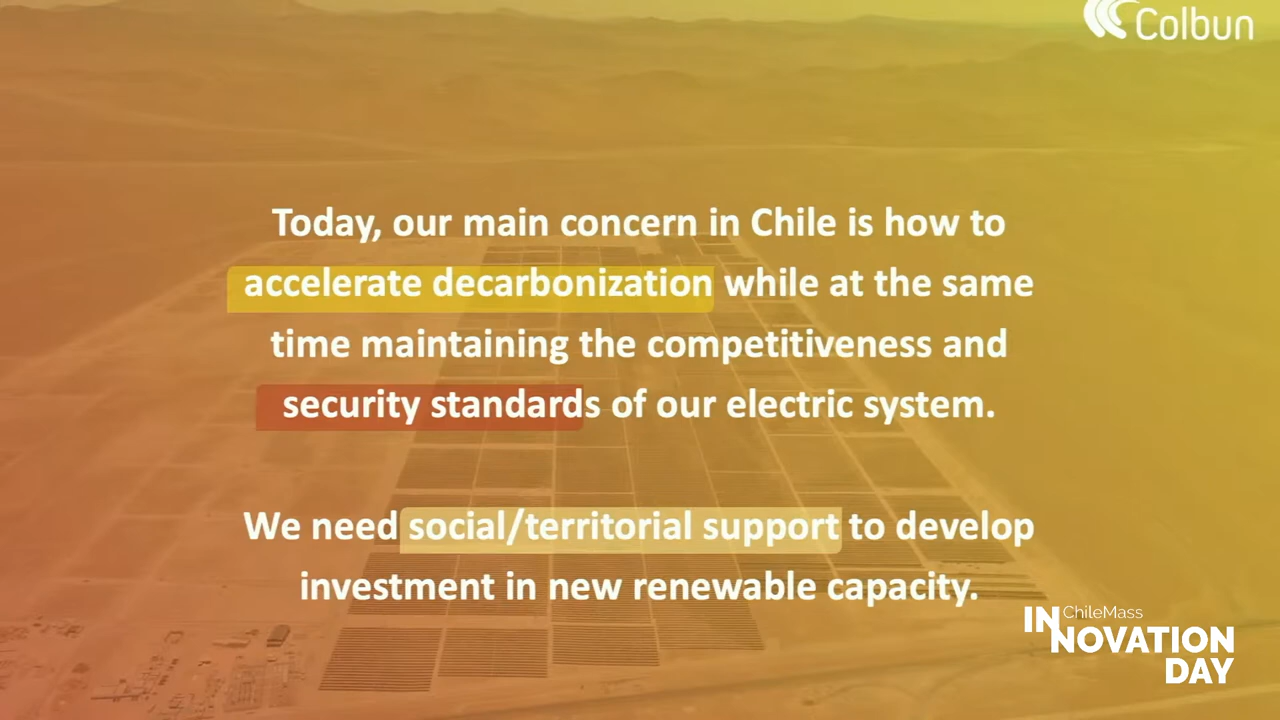 Colbun
Today, our main concern in Chile is how to
accelerate decarbonization while at the same
time maintaining the competitiveness and
security standards of our electric system.
We need social/territorial support to develop
investment in new renewable capacity.
ChileMass
INNOVATION
DAY